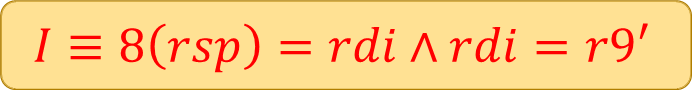 I ≡ 8(rsp) = rdi ∧ rdi = r9′